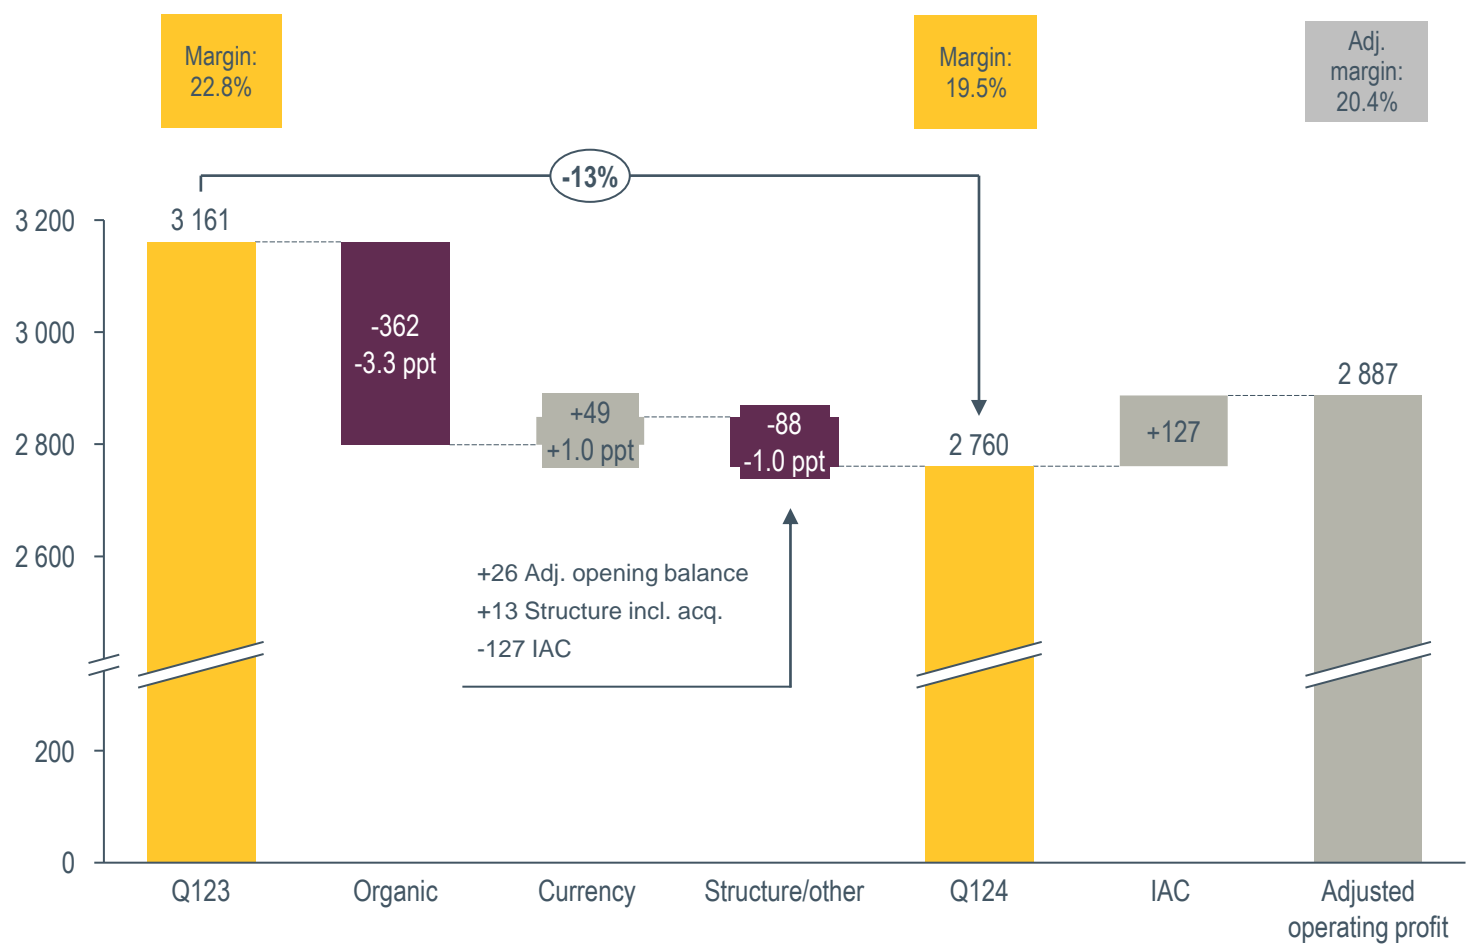 Margin:
22.8%
Margin:
19.5%
Adj.
margin:
20.4%
-13%
3 200
3 000
2 800
2 600
200
0
3 161
-362
-3.3 ppt
+49
+1.0 ppt
-88
-1.0 ppt
2 760
+127
2 887
+26 Adj. opening balance
+13 Structure incl. acq.
-127 IAC
Q123
Organic
Currency
Structure/other
Q124
IAC
Adjusted
operating profit